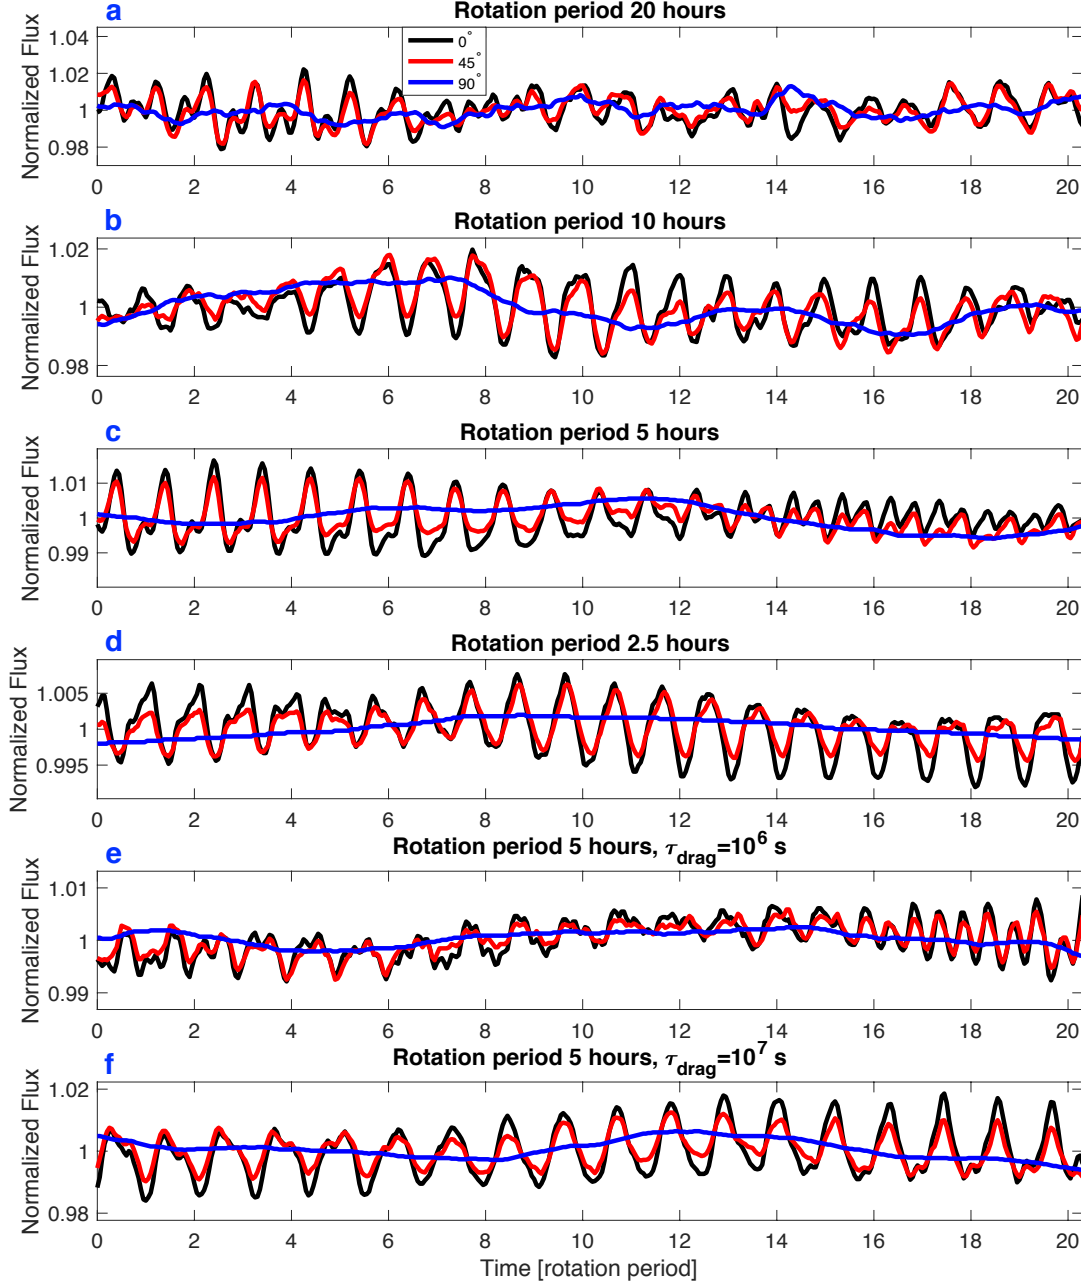 a
Rotation period 20 hours
Normalized Flux
1.04
1.02
1
0.98
0°
45°
90°
0 2 4 6 8 10 12 14 16 18 20
b
Rotation period 10 hours
Normalized Flux
1.02
1
0.98
0 2 4 6 8 10 12 14 16 18 20
c
Rotation period 5 hours
Normalized Flux
1.01
1
0.99
0 2 4 6 8 10 12 14 16 18 20
d
Rotation period 2.5 hours
Normalized Flux
1.005
1
0.995
0 2 4 6 8 10 12 14 16 18 20
e
Rotation period 5 hours, τ_drag=10^6 s
Normalized Flux
1.01
1
0.99
0 2 4 6 8 10 12 14 16 18 20
f
Rotation period 5 hours, τ_drag=10^7 s
Normalized Flux
1.02
1
0.98
0 2 4 6 8 10 12 14 16 18 20
Time [rotation period]